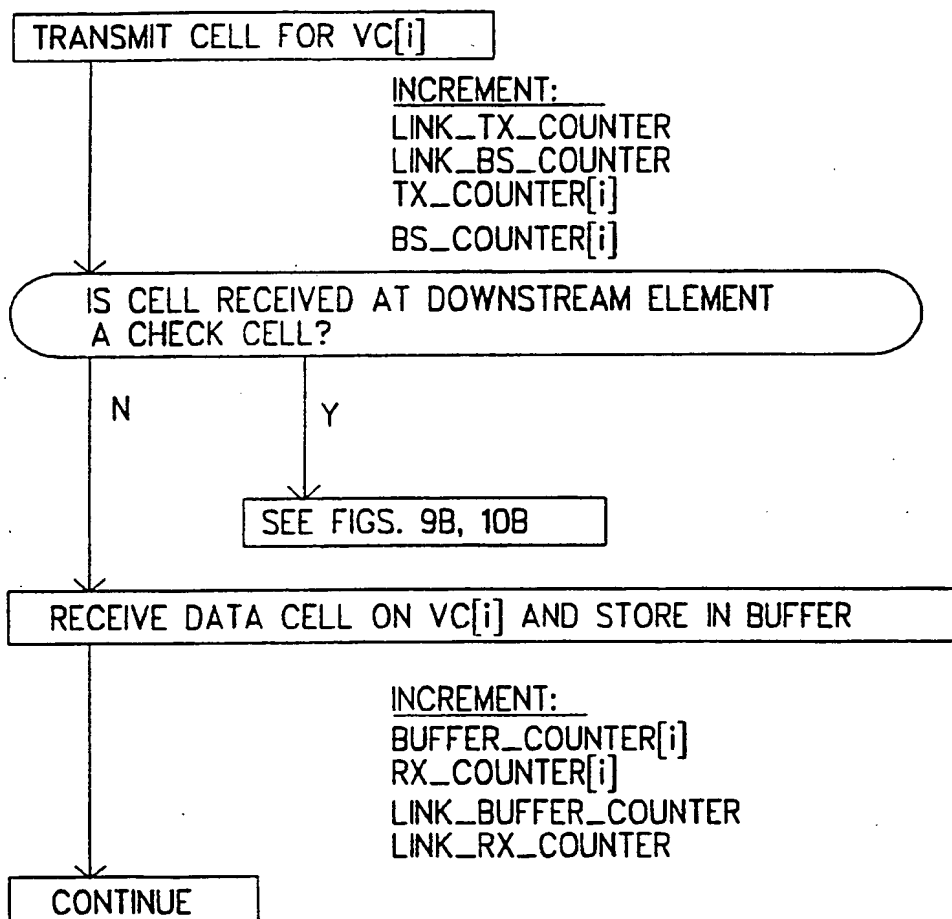 TRANSMIT CELL FOR VC[i]
INCREMENT:
LINK_TX_COUNTER
LINK_BS_COUNTER
TX_COUNTER[i]
BS_COUNTER[i]
IS CELL RECEIVED AT DOWNSTREAM ELEMENT
A CHECK CELL?
N
Y
SEE FIGS. 9B, 10B
RECEIVE DATA CELL ON VC[i] AND STORE IN BUFFER
INCREMENT:
BUFFER_COUNTER[i]
RX_COUNTER[i]
LINK_BUFFER_COUNTER
LINK_RX_COUNTER
CONTINUE